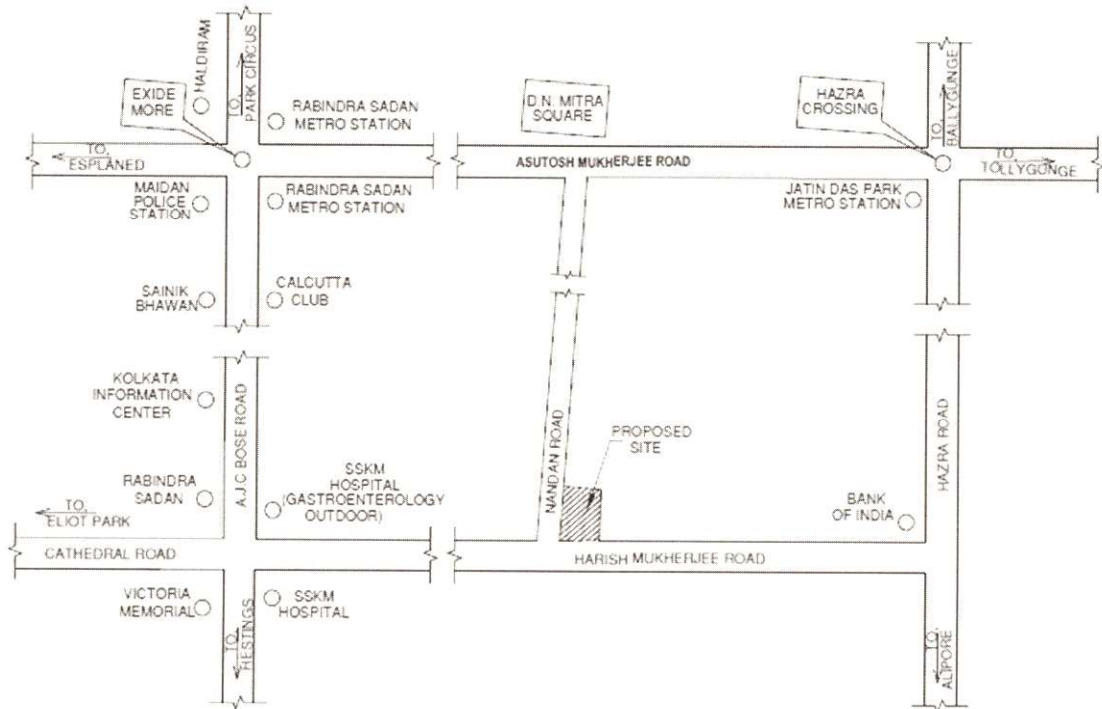 HALDIRAM
TO,
PARK CIRCUS
EXIDE
MORE
RABINDRA SADAN
METRO STATION
D.N. MITRA
SQUARE
HAZRA
CROSSING
TO,
BALLYGUNGE
TO,
ESPLANED
ASUTOSH MUKHERJEE ROAD
TO,
TOLLYGUNGE
MAIDAN
POLICE
STATION
RABINDRA SADAN
METRO STATION
JATIN DAS PARK
METRO STATION
SAINIK
BHAWAN
CALCUTTA
CLUB
KOLKATA
INFORMATION
CENTER
A.J.C BOSE ROAD
NANDAN ROAD
PROPOSED
SITE
HAZRA ROAD
RABINDRA
SADAN
SSKM
HOSPITAL
(GASTROENTEROLOGY
OUTDOOR)
BANK
OF INDIA
TO,
ELIOT PARK
CATHEDRAL ROAD
HARISH MUKHERJEE ROAD
VICTORIA
MEMORIAL
SSKM
HOSPITAL
TO,
HESTINGS
TO,
ALIPORE